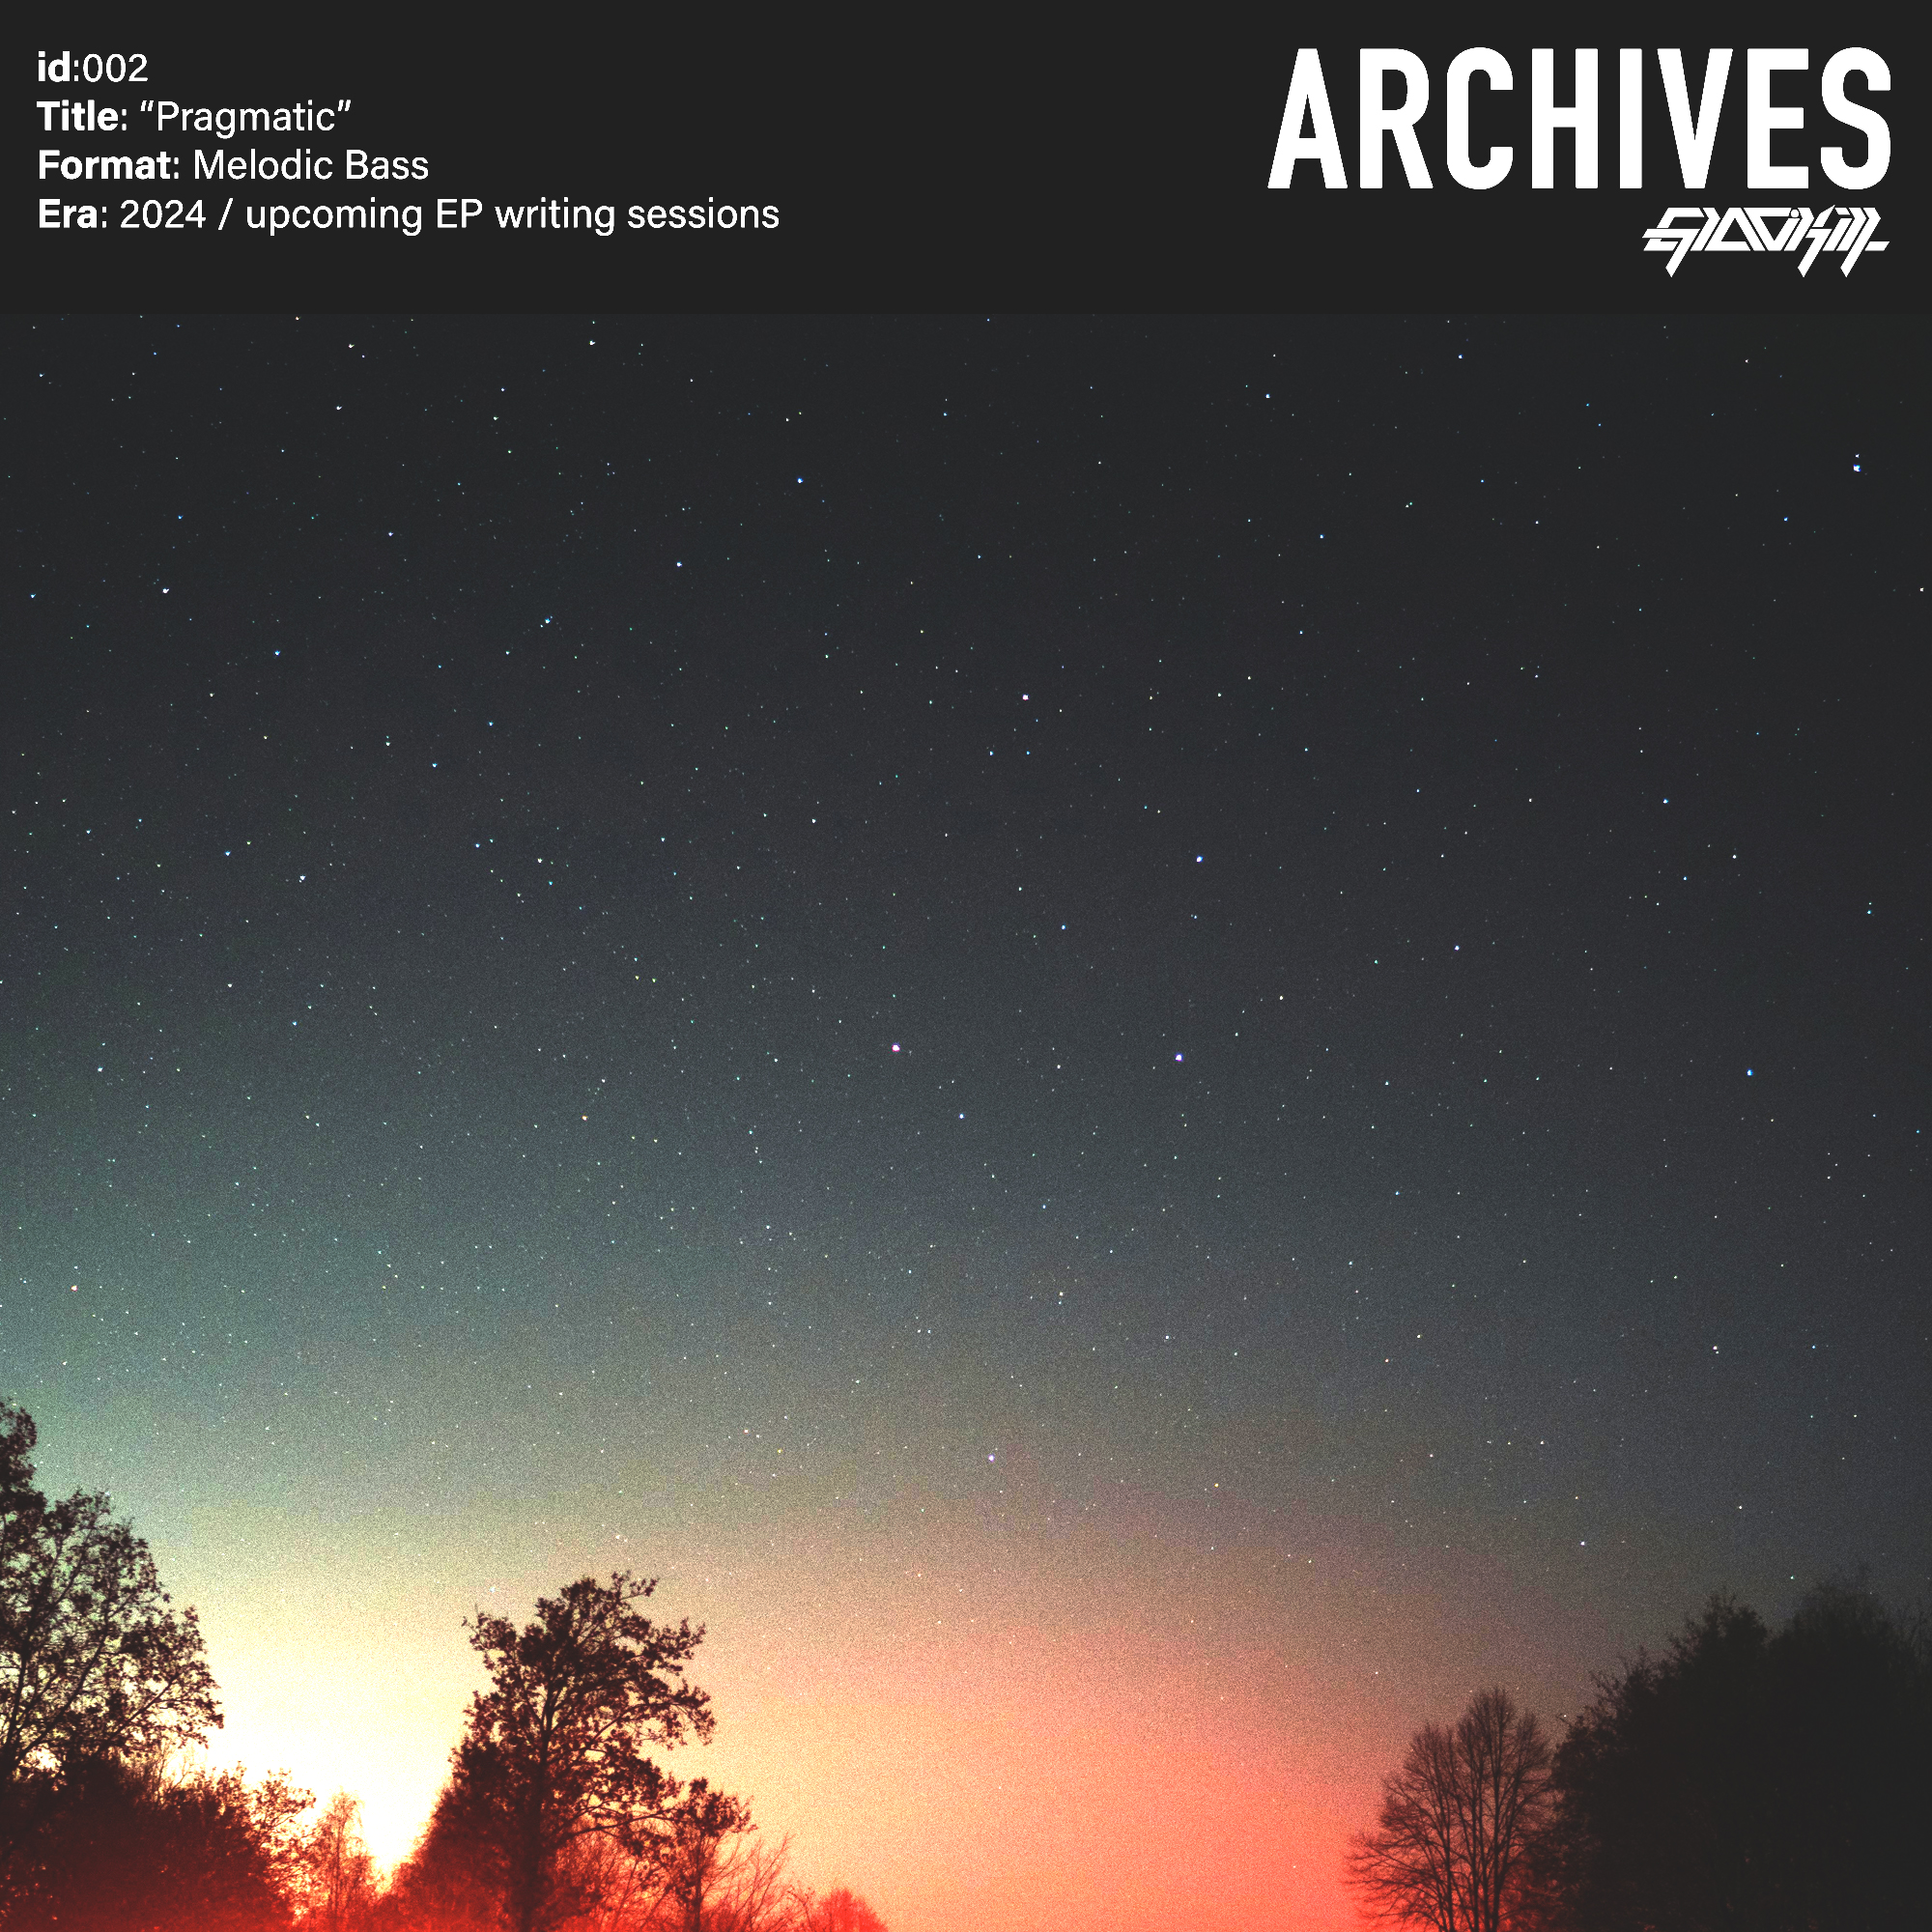 id:002
Title: “Pragmatic”
Format: Melodic Bass
Era: 2024 / upcoming EP writing sessions
ARCHIVES